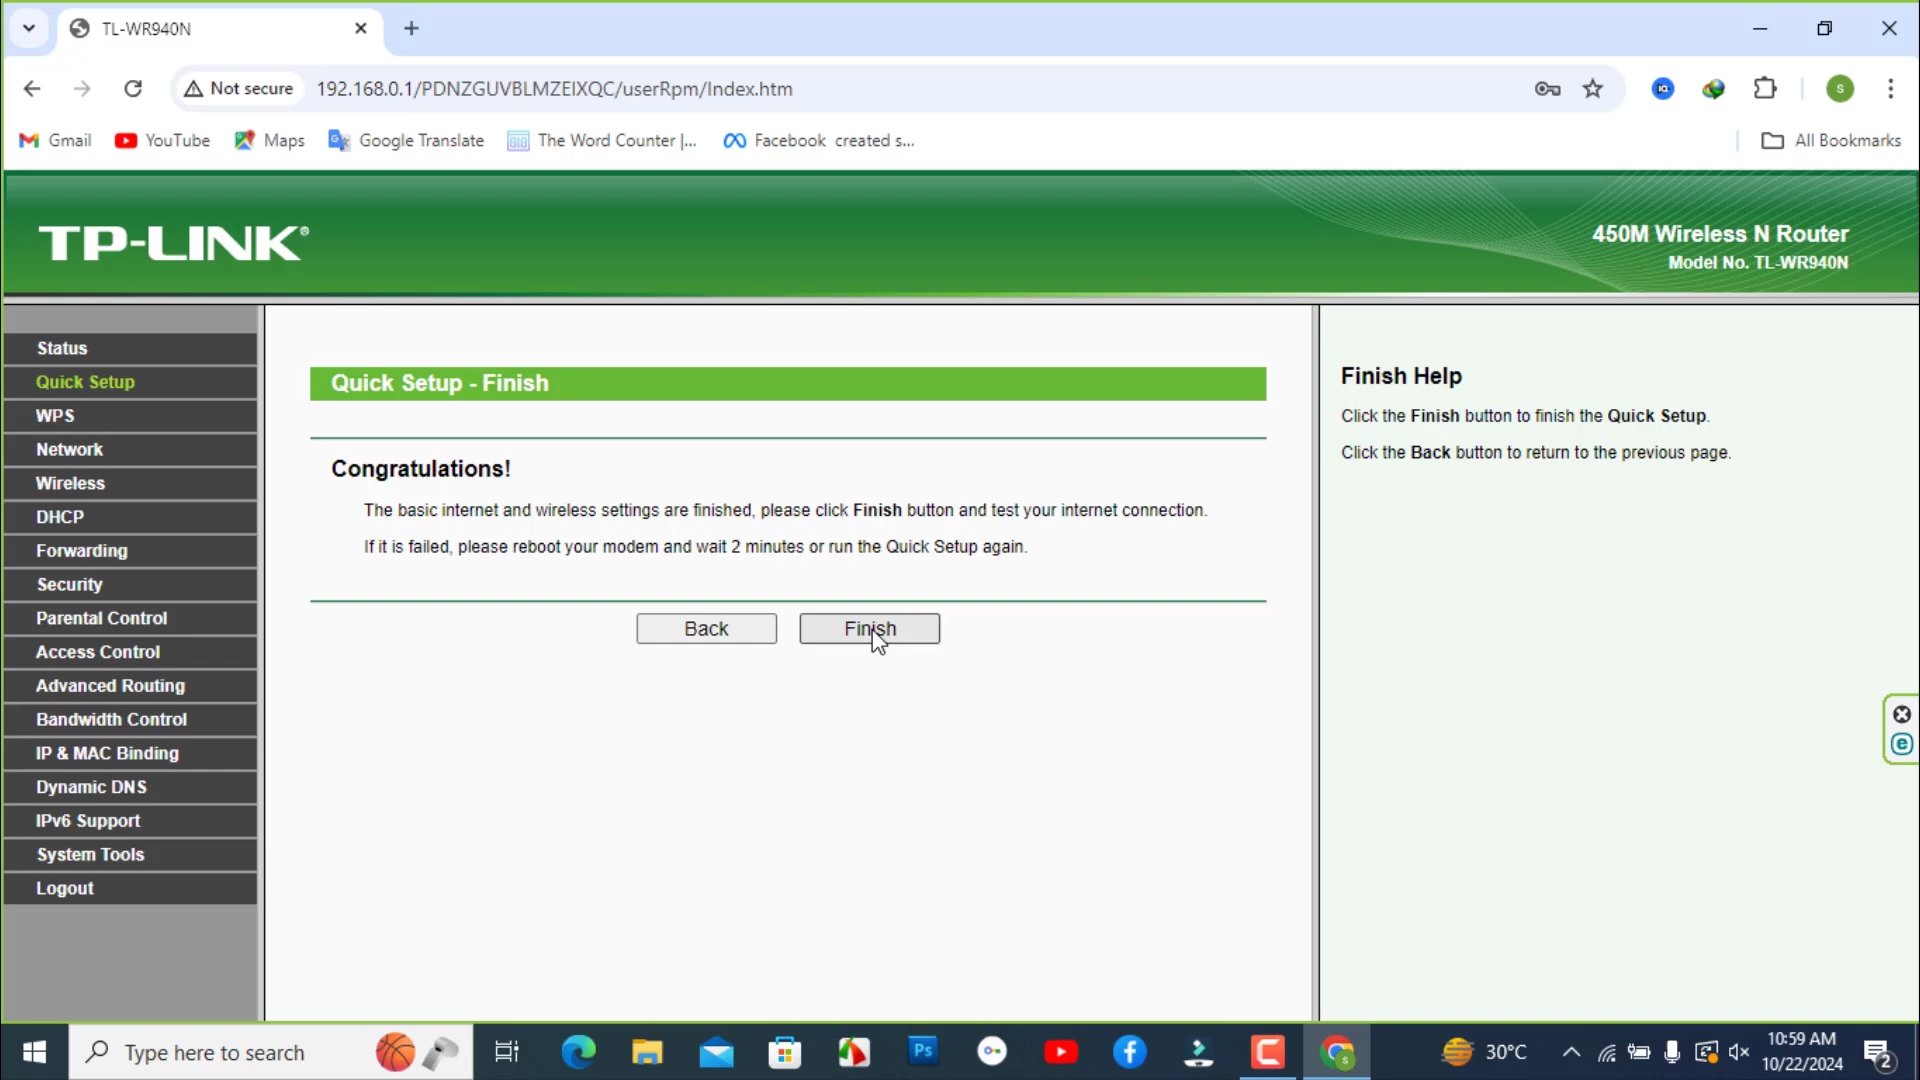 TL-WR940N
Not secure
192.168.0.1/PDNZGUVBLMZEIXQC/userRpm/Index.htm
S
Gmail
YouTube
Maps
Google Translate
The Word Counter |...
Facebook created s...
All Bookmarks
TP-LINK®
450M Wireless N Router
Model No. TL-WR940N
Status
Quick Setup
WPS
Network
Wireless
DHCP
Forwarding
Security
Parental Control
Access Control
Advanced Routing
Bandwidth Control
IP & MAC Binding
Dynamic DNS
IPv6 Support
System Tools
Logout
Quick Setup - Finish
Congratulations!
The basic internet and wireless settings are finished, please click Finish button and test your internet connection.
If it is failed, please reboot your modem and wait 2 minutes or run the Quick Setup again.
Back
Finish
Finish Help
Click the Finish button to finish the Quick Setup.
Click the Back button to return to the previous page.
Type here to search
Ps
30°C
10:59 AM
10/22/2024
2